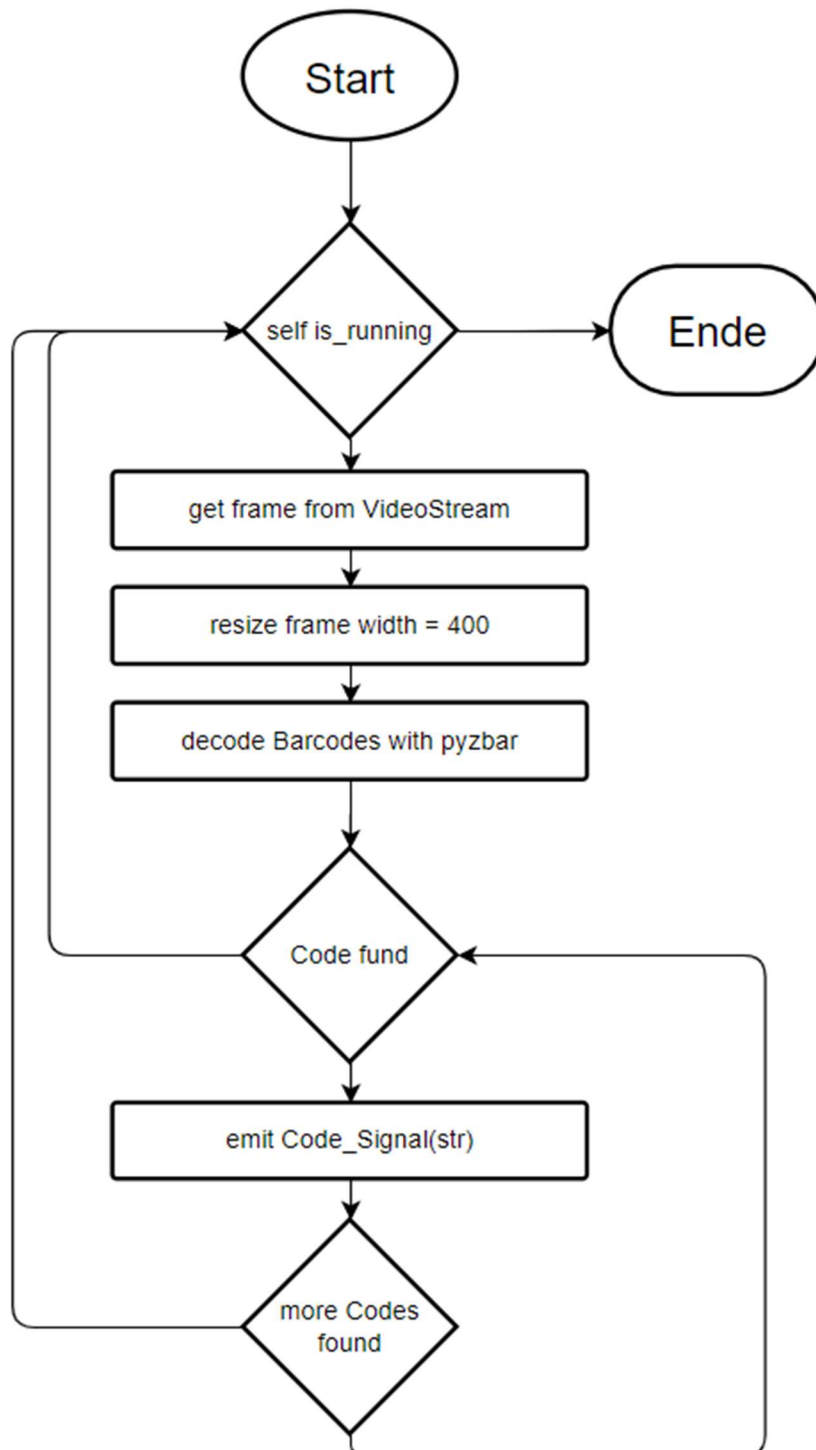 Start
self is_running
Ende
get frame from VideoStream
resize frame width = 400
decode Barcodes with pyzbar
Code fund
emit Code_Signal(str)
more Codes
found